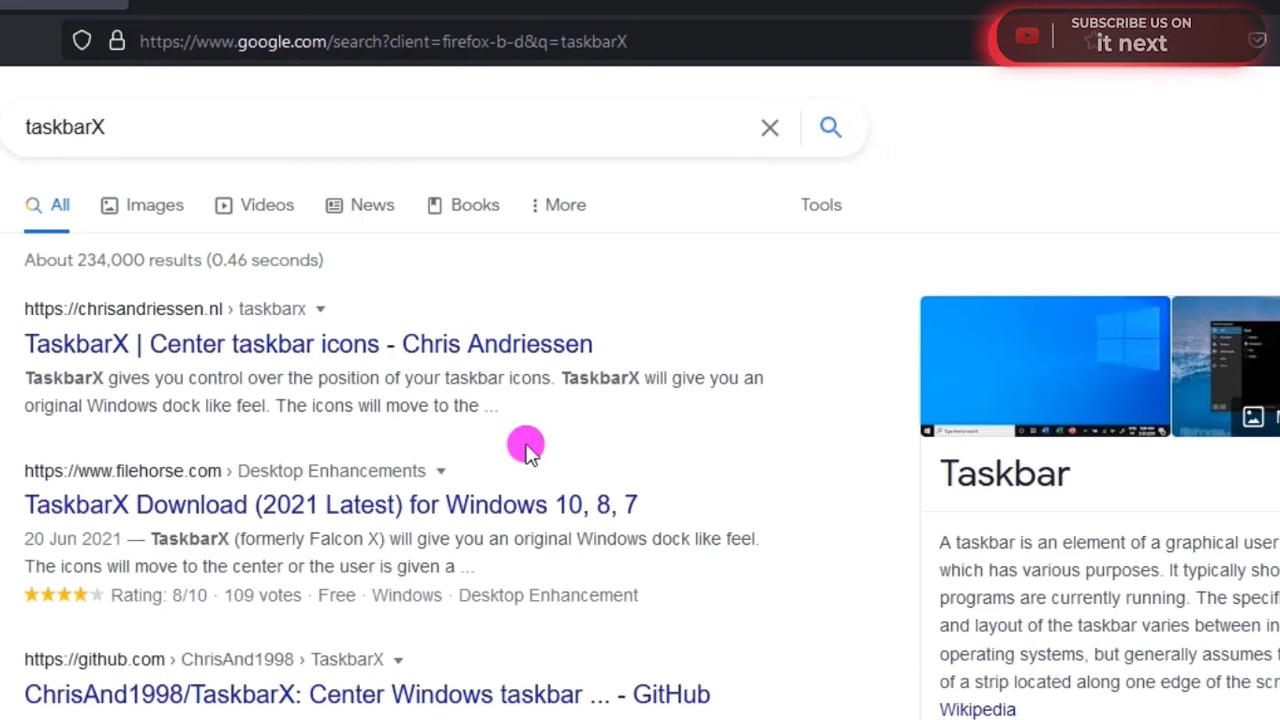 SUBSCRIBE US ON
it next
https://www.google.com/search?client=firefox-b-d&q=taskbarX
taskbarX
All
Images
Videos
News
Books
More
Tools
About 234,000 results (0.46 seconds)
https://chrisandriessen.nl › taskbarx
TaskbarX | Center taskbar icons - Chris Andriessen
TaskbarX gives you control over the position of your taskbar icons. TaskbarX will give you an
original Windows dock like feel. The icons will move to the ...
https://www.filehorse.com › Desktop Enhancements
TaskbarX Download (2021 Latest) for Windows 10, 8, 7
20 Jun 2021 — TaskbarX (formerly Falcon X) will give you an original Windows dock like feel.
The icons will move to the center or the user is given a ...
Rating: 8/10 · 109 votes · Free · Windows · Desktop Enhancement
https://github.com › ChrisAnd1998 › TaskbarX
ChrisAnd1998/TaskbarX: Center Windows taskbar ... - GitHub
Taskbar
A taskbar is an element of a graphical user
which has various purposes. It typically sho
programs are currently running. The specif
and layout of the taskbar varies between in
operating systems, but generally assumes t
of a strip located along one edge of the scr
Wikipedia